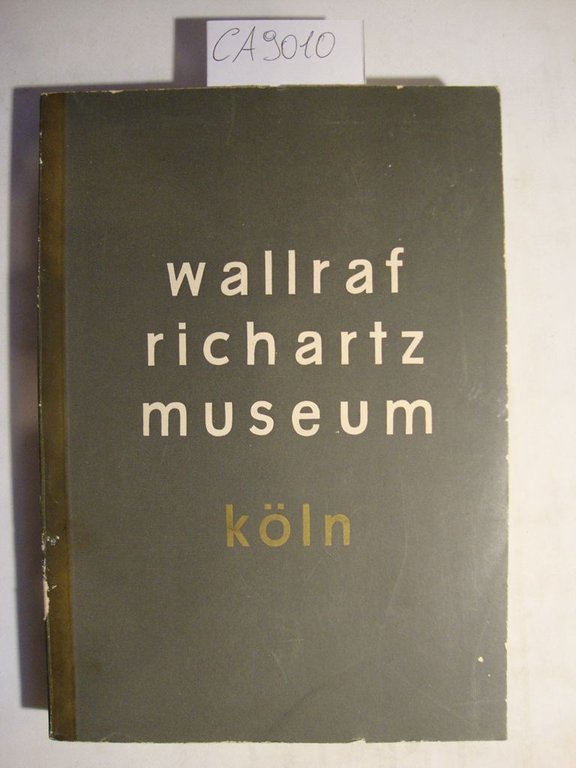 CA9010
wallraf
richartz
museum
köln